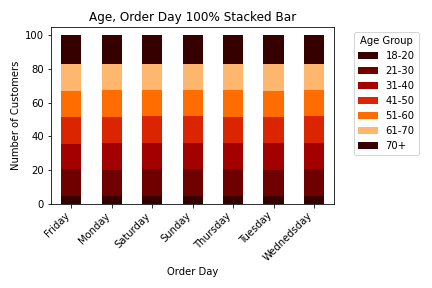 Age, Order Day 100% Stacked Bar
Number of Customers
100
80
60
40
20
0
Friday
Monday
Saturday
Sunday
Thursday
Tuesday
Wednedsday
Order Day
Age Group
18-20
21-30
31-40
41-50
51-60
61-70
70+